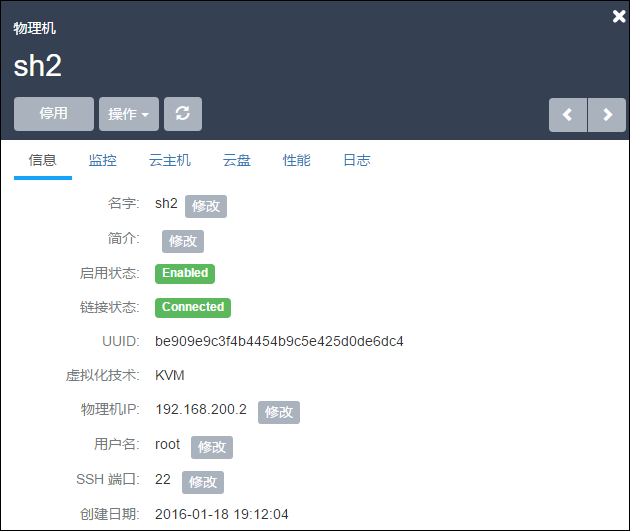 物理机
sh2
停用 操作
信息 监控 云主机 云盘 性能 日志
名字: sh2 修改
简介: 修改
启用状态: Enabled
链接状态: Connected
UUID: be909e9c3f4b4454b9c5e425d0de6dc4
虚拟化技术: KVM
物理机IP: 192.168.200.2 修改
用户名: root 修改
SSH 端口: 22 修改
创建日期: 2016-01-18 19:12:04